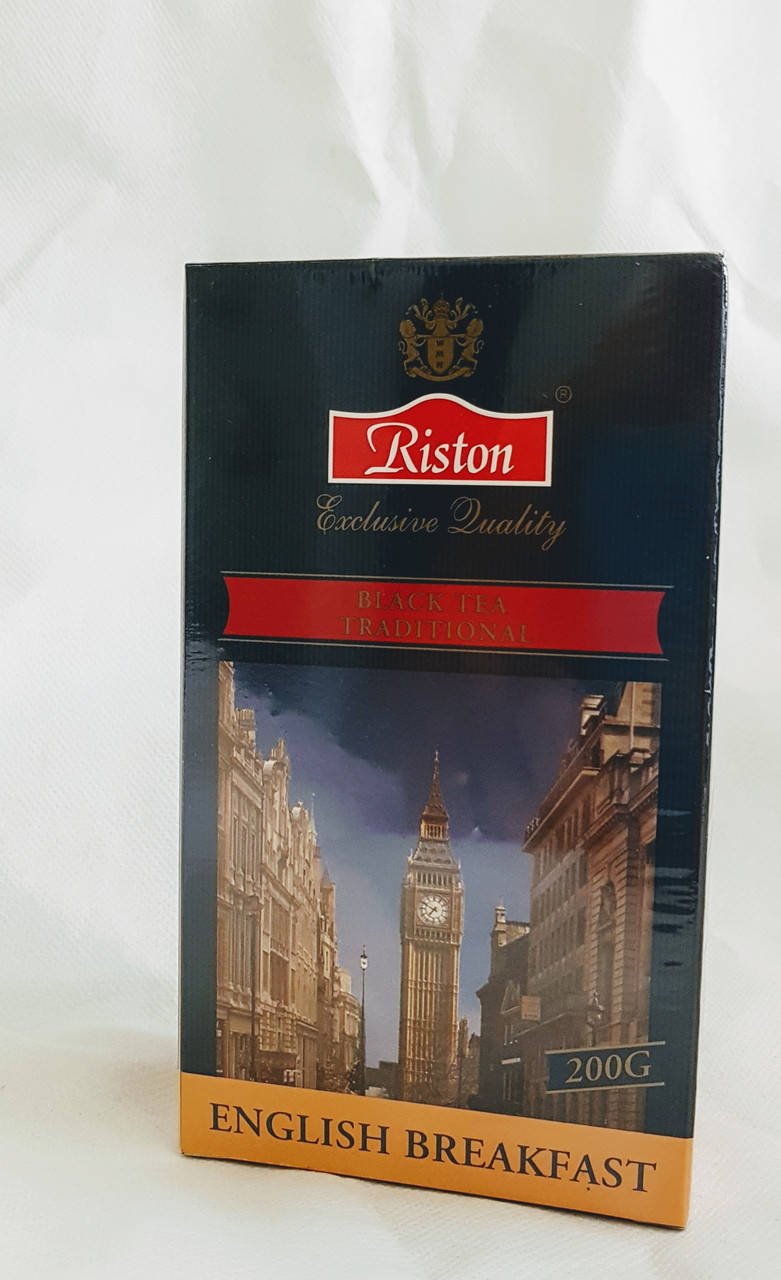 Riston
®
Exclusive Quality
BLACK TEA
TRADITIONAL
200G
ENGLISH BREAKFAST